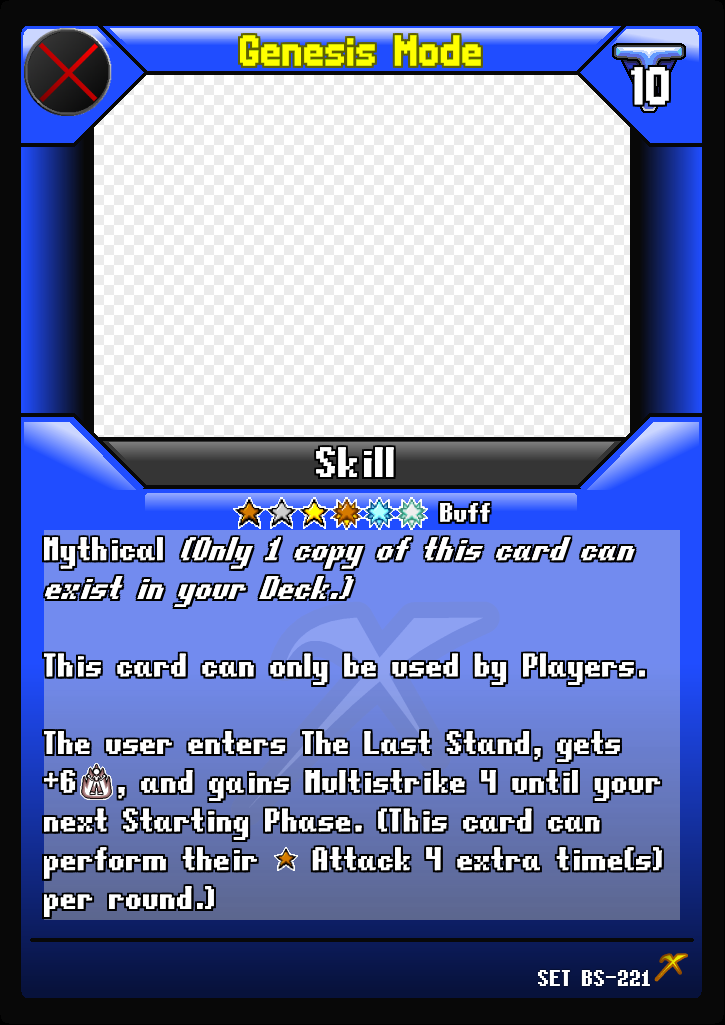 Genesis Mode
10
Skill
Buff
Mythical (Only 1 copy of this card can
exist in your Deck.)
This card can only be used by Players.
The user enters The Last Stand, gets
+6, and gains Multistrike 4 until your
next Starting Phase. (This card can
perform their Attack 4 extra time(s)
per round.)
SET BS-221